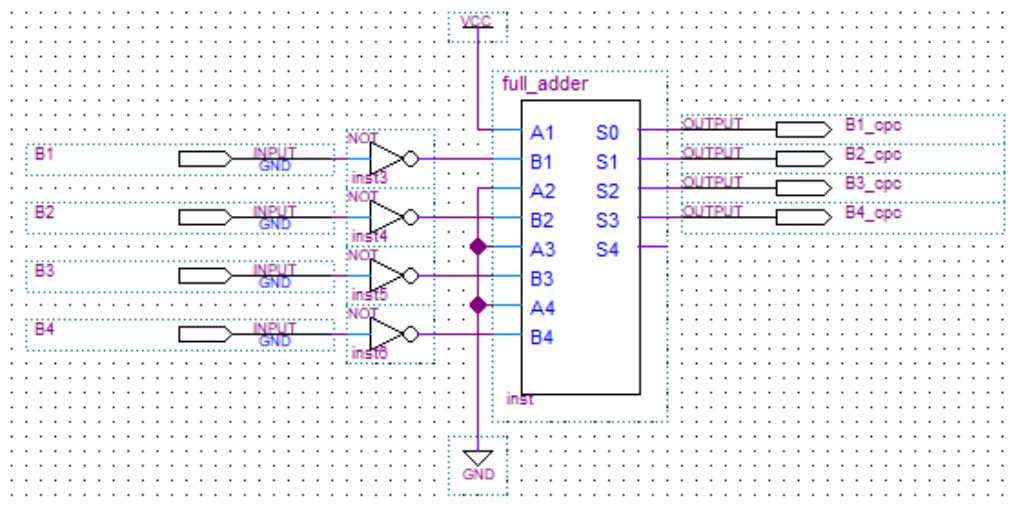 VCC
full_adder
A1 S0 OUTPUT B1_cpc
B1 INPUT GND NOT inst3 B1 S1 OUTPUT B2_cpc
A2 S2 OUTPUT B3_cpc
B2 INPUT GND NOT inst4 B2 S3 OUTPUT B4_cpc
A3 S4
B3 INPUT GND NOT inst5 B3
A4
B4 INPUT GND NOT inst6 B4
inst
GND